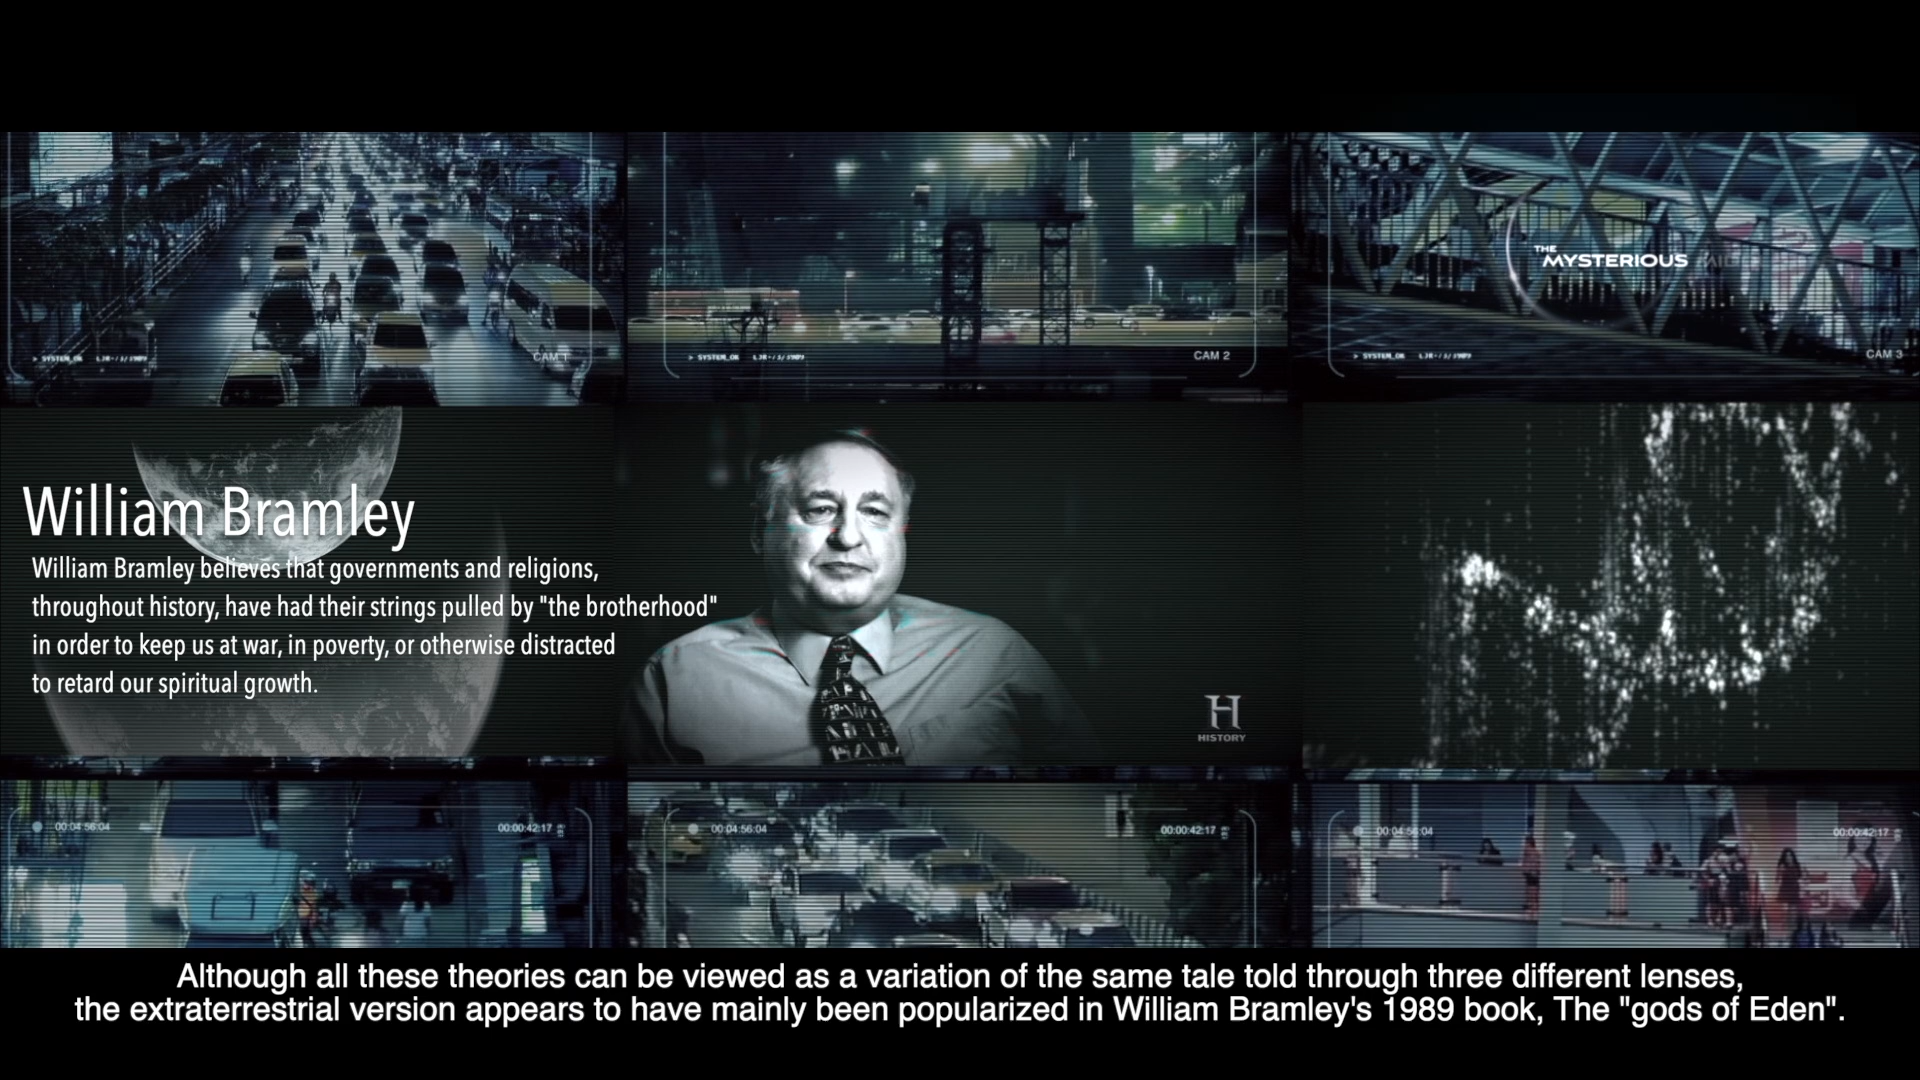 THE
MYSTERIOUS
> SYSTEM_OK
CAM 1
> SYSTEM_OK
CAM 2
> SYSTEM_OK
CAM 3
William Bramley
William Bramley believes that governments and religions,
throughout history, have had their strings pulled by "the brotherhood"
in order to keep us at war, in poverty, or otherwise distracted
to retard our spiritual growth.
H
HISTORY
00:04:56:04
00:00:42:17
00:04:56:04
00:00:42:17
00:04:56:04
00:00:42:17
Although all these theories can be viewed as a variation of the same tale told through three different lenses,
the extraterrestrial version appears to have mainly been popularized in William Bramley's 1989 book, The "gods of Eden".